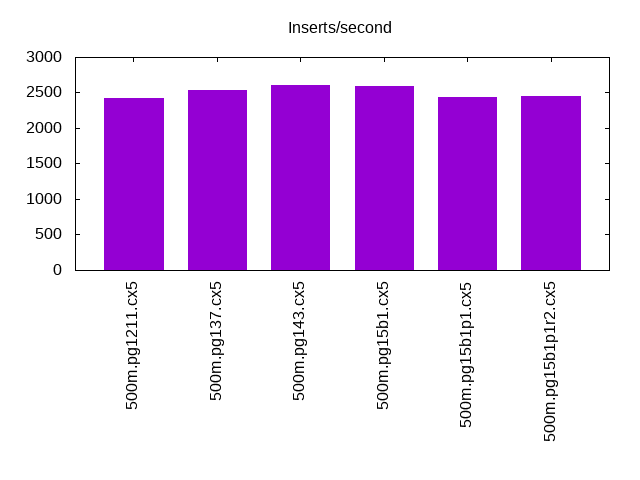 Inserts/second
3000
2500
2000
1500
1000
500
0
500m.pg1211.cx5
500m.pg137.cx5
500m.pg143.cx5
500m.pg15b1.cx5
500m.pg15b1p1.cx5
500m.pg15b1p1r2.cx5